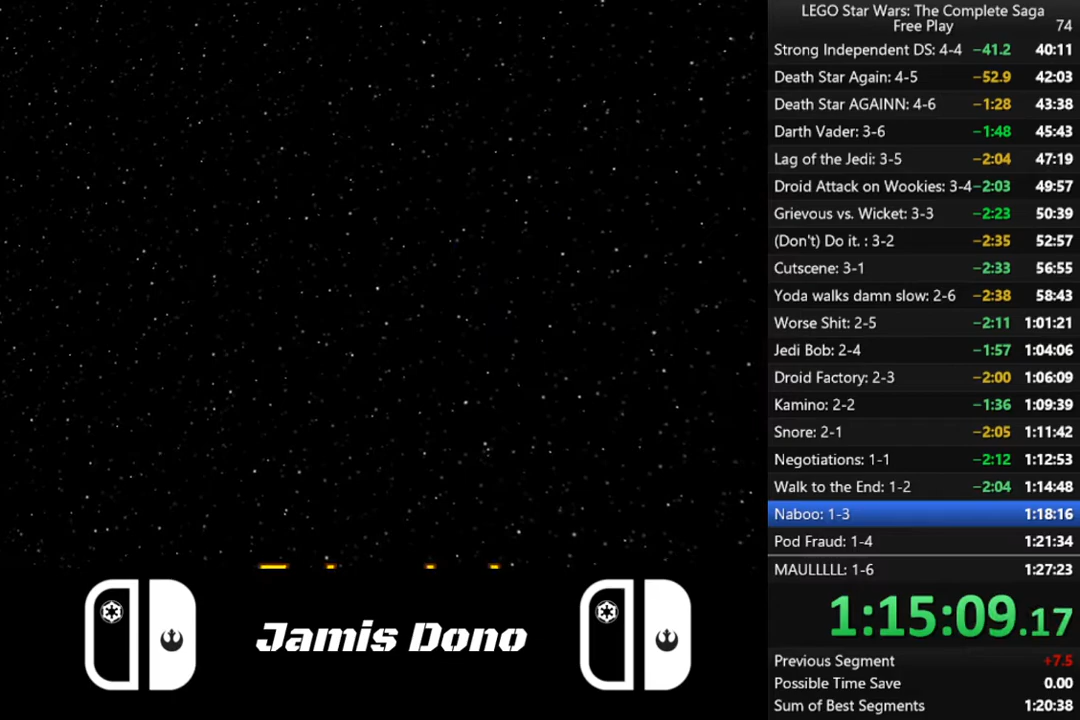 LEGO Star Wars: The Complete Saga
Free Play 74
Strong Independent DS: 4-4 −41.2 40:11
Death Star Again: 4-5 −52.9 42:03
Death Star AGAINN: 4-6 −1:28 43:38
Darth Vader: 3-6 −1:48 45:43
Lag of the Jedi: 3-5 −2:04 47:19
Droid Attack on Wookies: 3-4 −2:03 49:57
Grievous vs. Wicket: 3-3 −2:23 50:39
(Don't) Do it. : 3-2 −2:35 52:57
Cutscene: 3-1 −2:33 56:55
Yoda walks damn slow: 2-6 −2:38 58:43
Worse Shit: 2-5 −2:11 1:01:21
Jedi Bob: 2-4 −1:57 1:04:06
Droid Factory: 2-3 −2:00 1:06:09
Kamino: 2-2 −1:36 1:09:39
Snore: 2-1 −2:05 1:11:42
Negotiations: 1-1 −2:12 1:12:53
Walk to the End: 1-2 −2:04 1:14:48
Naboo: 1-3 1:18:16
Pod Fraud: 1-4 1:21:34
MAULLLLL: 1-6 1:27:23
1:15:09.17
Previous Segment +7.5
Possible Time Save 0.00
Sum of Best Segments 1:20:38
Jamis Dono